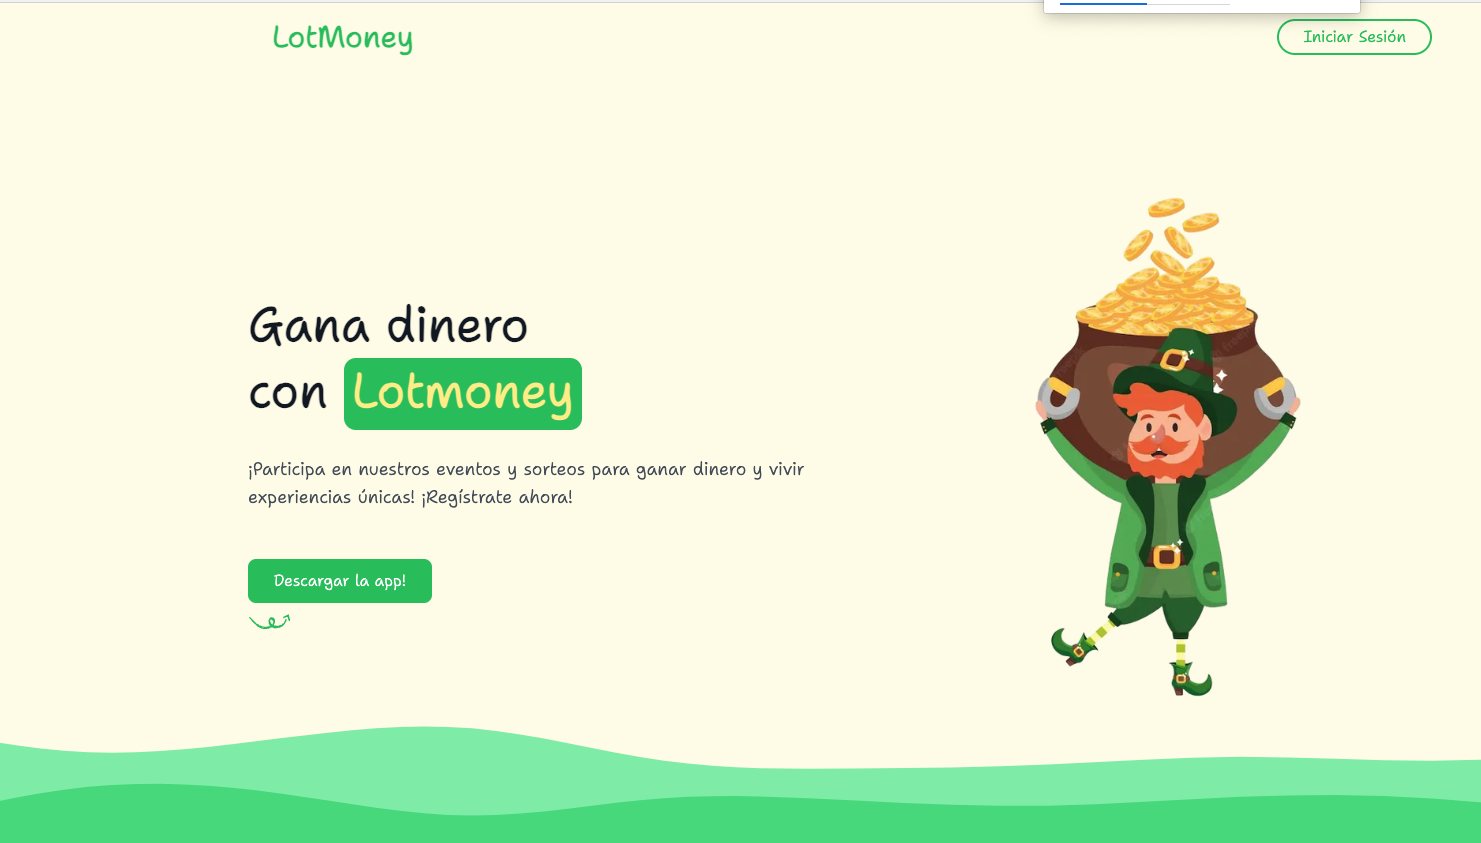 LotMoney
Iniciar Sesión
Gana dinero
con Lotmoney
¡Participa en nuestros eventos y sorteos para ganar dinero y vivir
experiencias únicas! ¡Regístrate ahora!
Descargar la app!